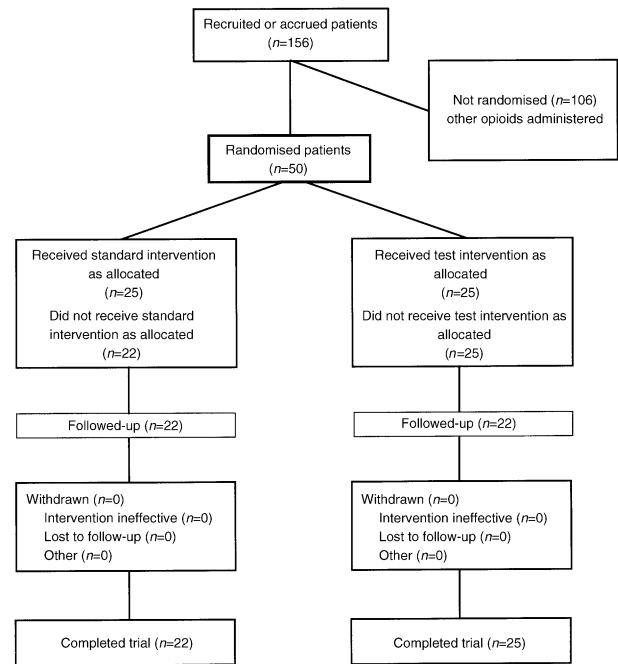 Recruited or accrued patients
(n=156)
Not randomised (n=106)
other opioids administered
Randomised patients
(n=50)
Received standard intervention
as allocated
(n=25)
Did not receive standard
intervention as allocated
(n=22)
Received test intervention as
allocated
(n=25)
Did not receive test intervention as
allocated
(n=25)
Followed-up (n=22)
Followed-up (n=22)
Withdrawn (n=0)
Intervention ineffective (n=0)
Lost to follow-up (n=0)
Other (n=0)
Withdrawn (n=0)
Intervention ineffective (n=0)
Lost to follow-up (n=0)
Other (n=0)
Completed trial (n=22)
Completed trial (n=25)